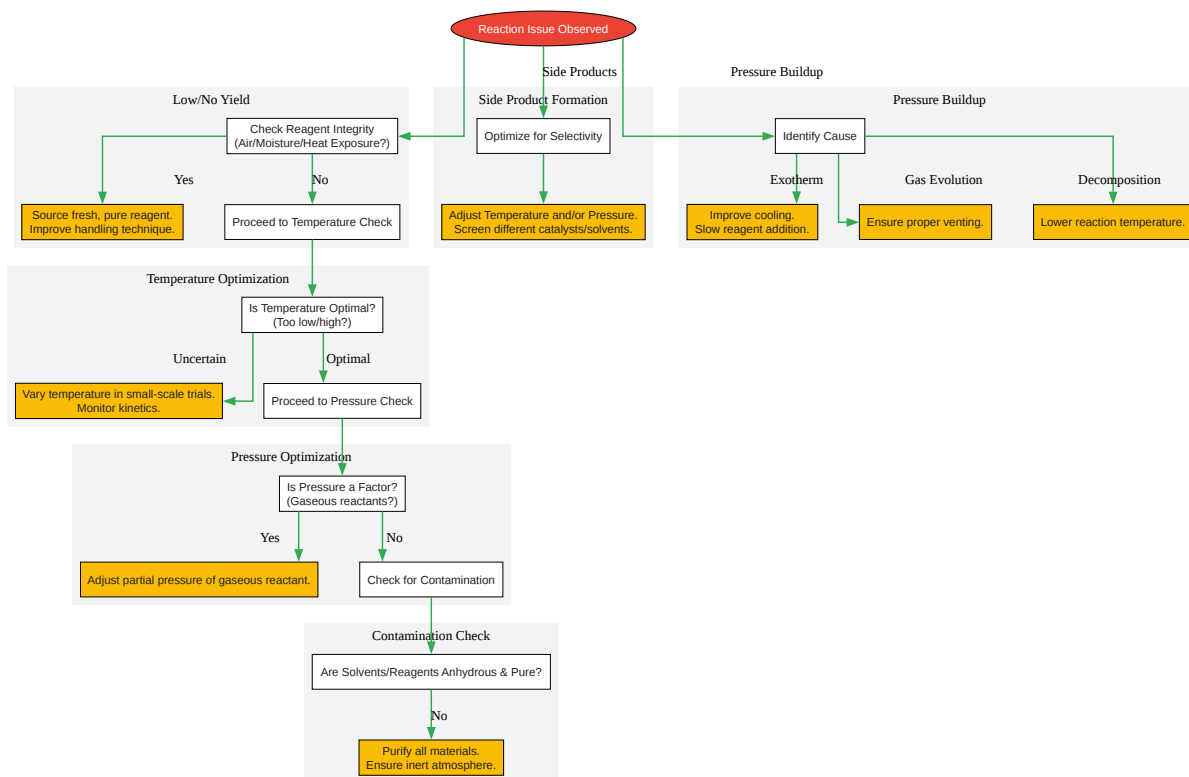 Reaction Issue Observed
Side Products
Pressure Buildup
Low/No Yield
Side Product Formation
Pressure Buildup
Check Reagent Integrity
(Air/Moisture/Heat Exposure?)
Optimize for Selectivity
Identify Cause
Yes
No
Exotherm
Gas Evolution
Decomposition
Source fresh, pure reagent.
Improve handling technique.
Proceed to Temperature Check
Adjust Temperature and/or Pressure.
Screen different catalysts/solvents.
Improve cooling.
Slow reagent addition.
Ensure proper venting.
Lower reaction temperature.
Temperature Optimization
Is Temperature Optimal?
(Too low/high?)
Uncertain
Optimal
Vary temperature in small-scale trials.
Monitor kinetics.
Proceed to Pressure Check
Pressure Optimization
Is Pressure a Factor?
(Gaseous reactants?)
Yes
No
Adjust partial pressure of gaseous reactant.
Check for Contamination
Contamination Check
Are Solvents/Reagents Anhydrous & Pure?
No
Purify all materials.
Ensure inert atmosphere.